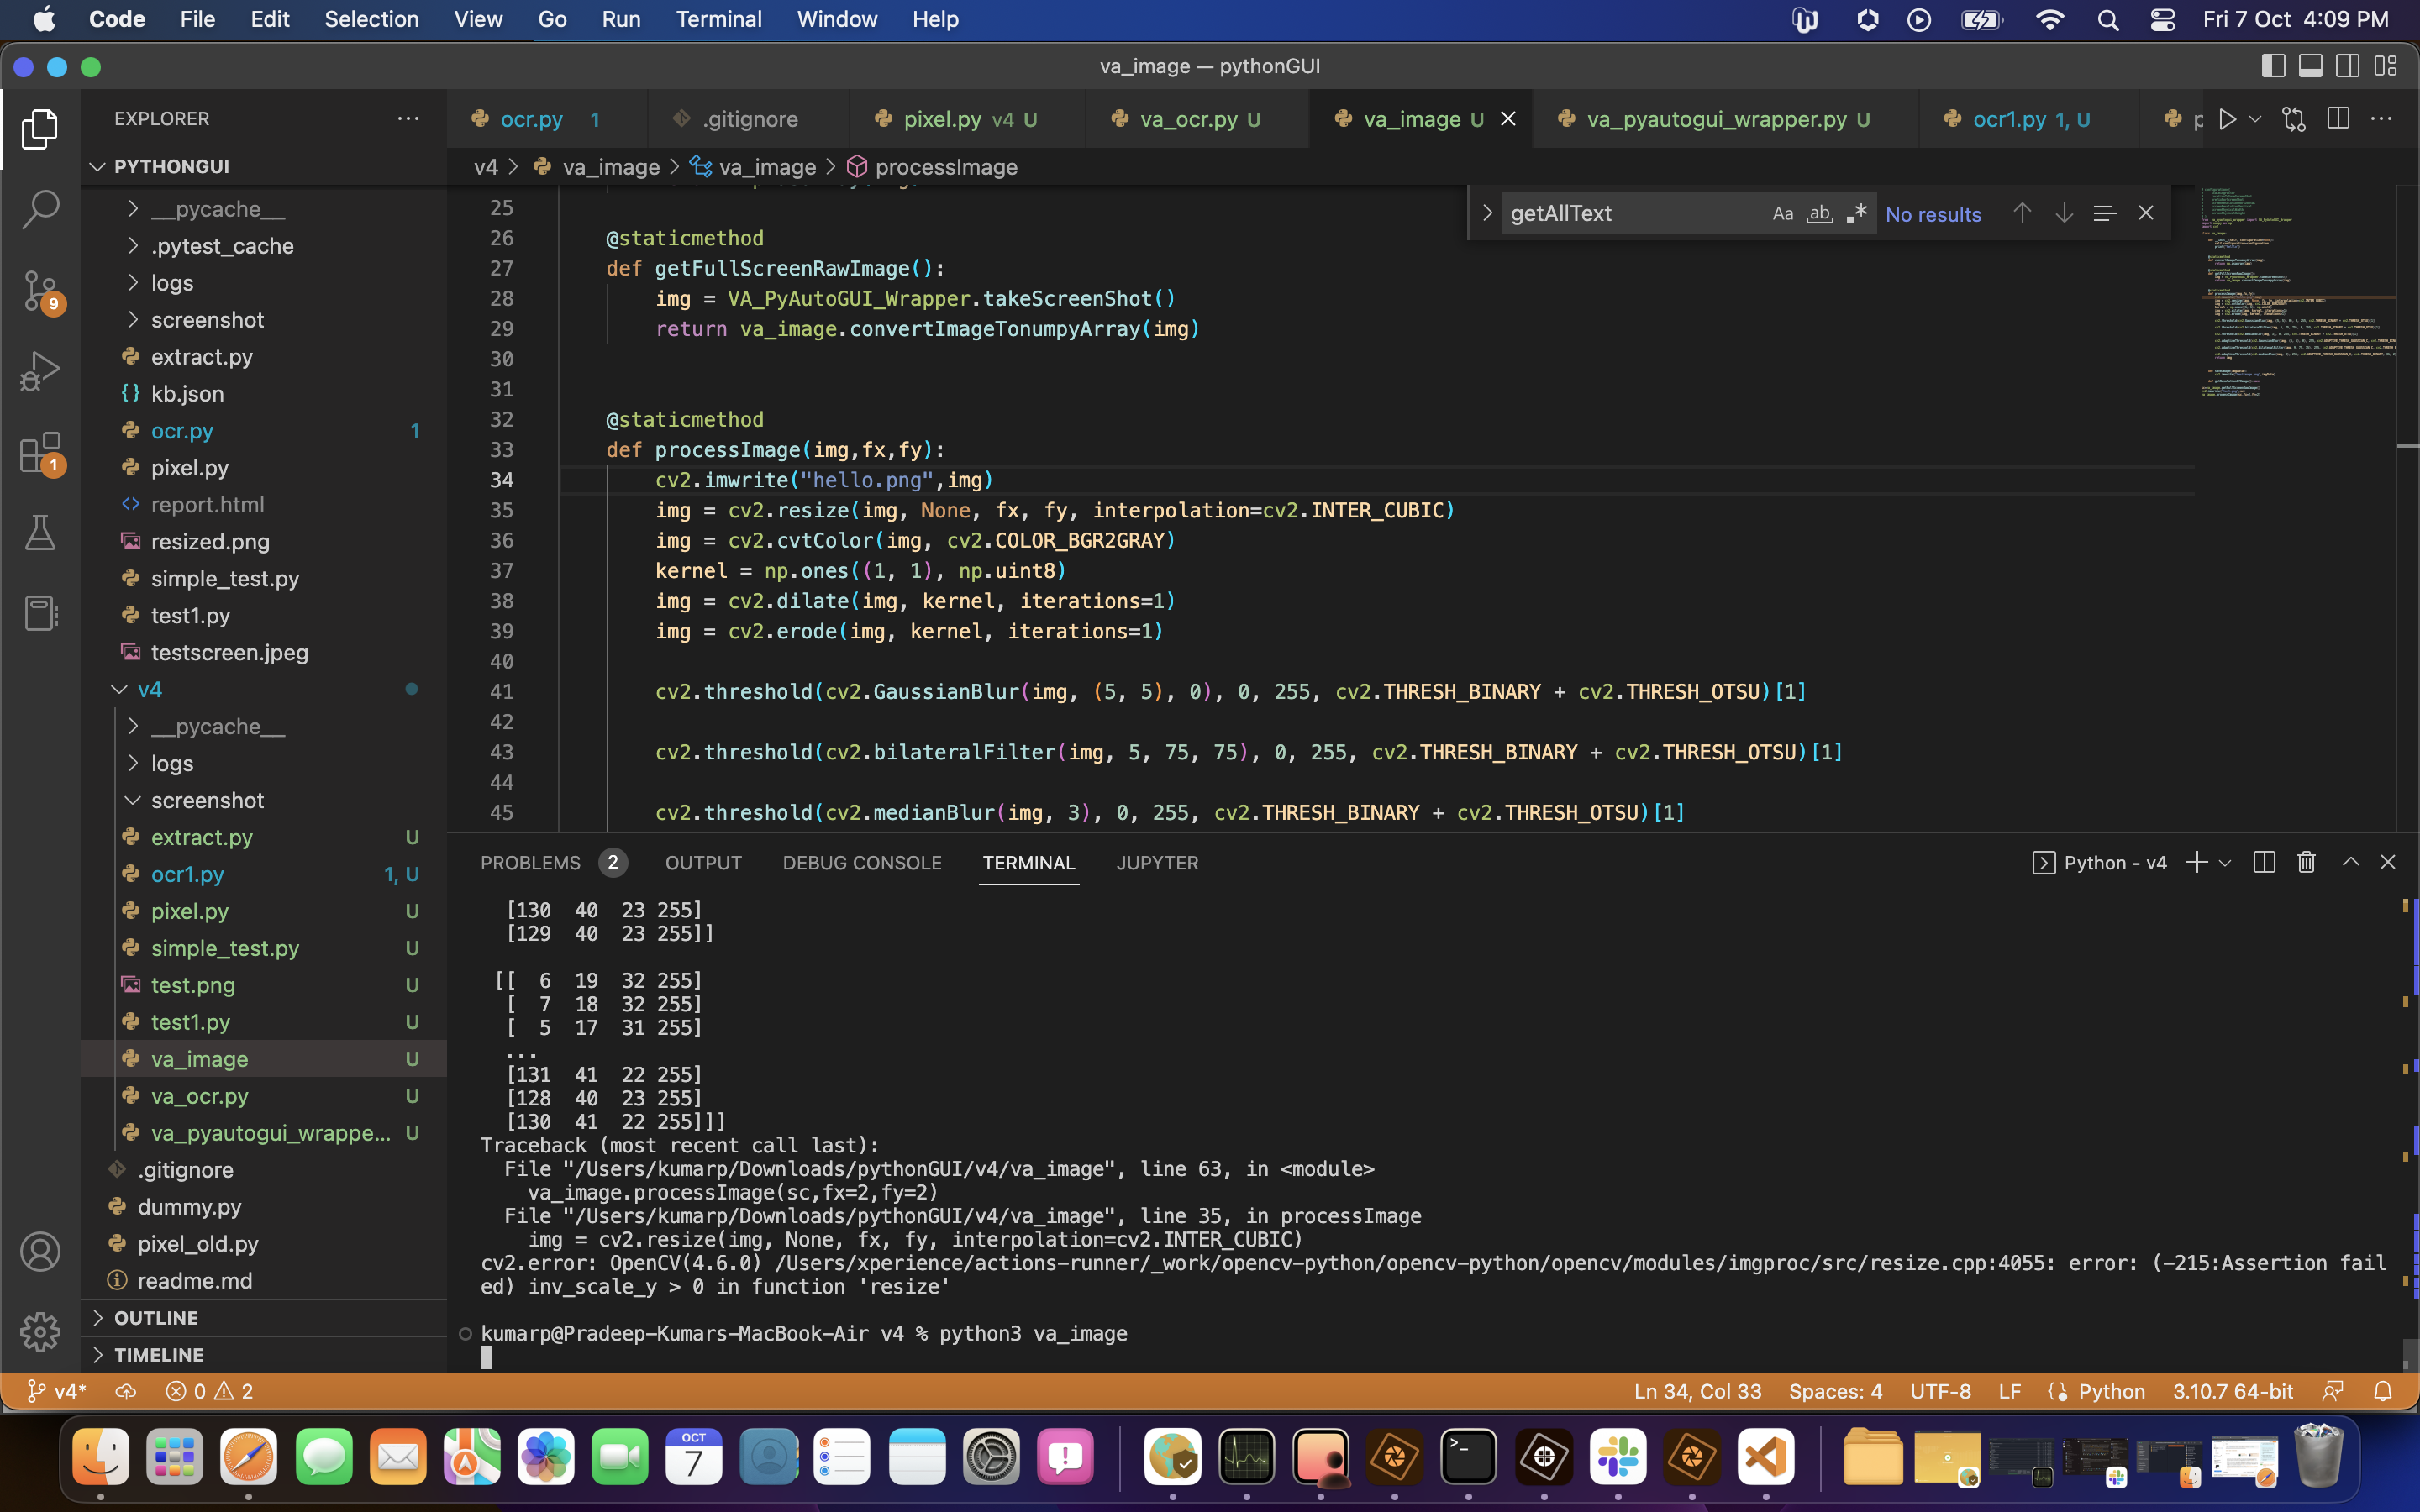 Code File Edit Selection View Go Run Terminal Window Help Fri 7 Oct 4:09 PM
va_image — pythonGUI
EXPLORER
PYTHONGUI
__pycache__
.pytest_cache
logs
screenshot
extract.py
{} kb.json
ocr.py 1
pixel.py
<> report.html
resized.png
simple_test.py
test1.py
testscreen.jpeg
v4
__pycache__
logs
screenshot
extract.py U
ocr1.py 1, U
pixel.py U
simple_test.py U
test.png U
test1.py U
va_image U
va_ocr.py U
va_pyautogui_wrappe... U
.gitignore
dummy.py
pixel_old.py
readme.md
OUTLINE
TIMELINE
9
1
ocr.py 1 .gitignore pixel.py v4 U va_ocr.py U va_image U va_pyautogui_wrapper.py U ocr1.py 1, U
v4 > va_image > va_image > processImage
getAllText Aa ab No results
25
26 @staticmethod
27 def getFullScreenRawImage():
28 img = VA_PyAutoGUI_Wrapper.takeScreenShot()
29 return va_image.convertImageTonumpyArray(img)
30
31
32 @staticmethod
33 def processImage(img,fx,fy):
34 cv2.imwrite("hello.png",img)
35 img = cv2.resize(img, None, fx, fy, interpolation=cv2.INTER_CUBIC)
36 img = cv2.cvtColor(img, cv2.COLOR_BGR2GRAY)
37 kernel = np.ones((1, 1), np.uint8)
38 img = cv2.dilate(img, kernel, iterations=1)
39 img = cv2.erode(img, kernel, iterations=1)
40
41 cv2.threshold(cv2.GaussianBlur(img, (5, 5), 0), 0, 255, cv2.THRESH_BINARY + cv2.THRESH_OTSU)[1]
42
43 cv2.threshold(cv2.bilateralFilter(img, 5, 75, 75), 0, 255, cv2.THRESH_BINARY + cv2.THRESH_OTSU)[1]
44
45 cv2.threshold(cv2.medianBlur(img, 3), 0, 255, cv2.THRESH_BINARY + cv2.THRESH_OTSU)[1]
PROBLEMS 2 OUTPUT DEBUG CONSOLE TERMINAL JUPYTER Python - v4
[130 40 23 255]
[129 40 23 255]]
[[ 6 19 32 255]
[ 7 18 32 255]
[ 5 17 31 255]
...
[131 41 22 255]
[128 40 23 255]
[130 41 22 255]]]
Traceback (most recent call last):
File "/Users/kumarp/Downloads/pythonGUI/v4/va_image", line 63, in <module>
va_image.processImage(sc,fx=2,fy=2)
File "/Users/kumarp/Downloads/pythonGUI/v4/va_image", line 35, in processImage
img = cv2.resize(img, None, fx, fy, interpolation=cv2.INTER_CUBIC)
cv2.error: OpenCV(4.6.0) /Users/xperience/actions-runner/_work/opencv-python/opencv-python/opencv/modules/imgproc/src/resize.cpp:4055: error: (-215:Assertion fail
ed) inv_scale_y > 0 in function 'resize'
kumarp@Pradeep-Kumars-MacBook-Air v4 % python3 va_image
v4* 0 2 Ln 34, Col 33 Spaces: 4 UTF-8 LF Python 3.10.7 64-bit
OCT
7